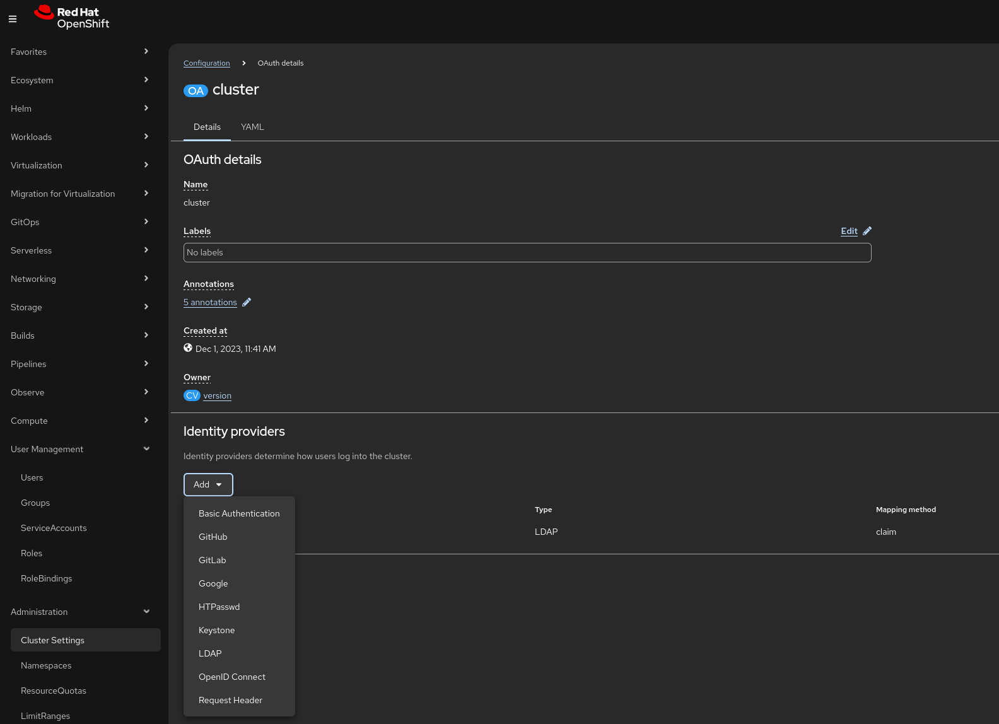 Red Hat
OpenShift
Favorites
Ecosystem
Helm
Workloads
Virtualization
Migration for Virtualization
GitOps
Serverless
Networking
Storage
Builds
Pipelines
Observe
Compute
User Management
Users
Groups
ServiceAccounts
Roles
RoleBindings
Administration
Cluster Settings
Namespaces
ResourceQuotas
LimitRanges
Configuration
OAuth details
OA cluster
Details YAML
OAuth details
Name
cluster
Labels Edit
No labels
Annotations
5 annotations
Created at
Dec 1, 2023, 11:41 AM
Owner
CV version
Identity providers
Identity providers determine how users log into the cluster.
Add
Basic Authentication
GitHub
GitLab
Google
HTPasswd
Keystone
LDAP
OpenID Connect
Request Header
Type Mapping method
LDAP claim